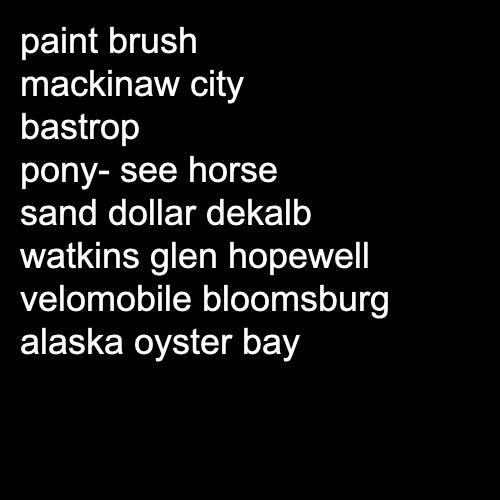 paint brush
mackinaw city
bastrop
pony- see horse
sand dollar dekalb
watkins glen hopewell
velomobile bloomsburg
alaska oyster bay